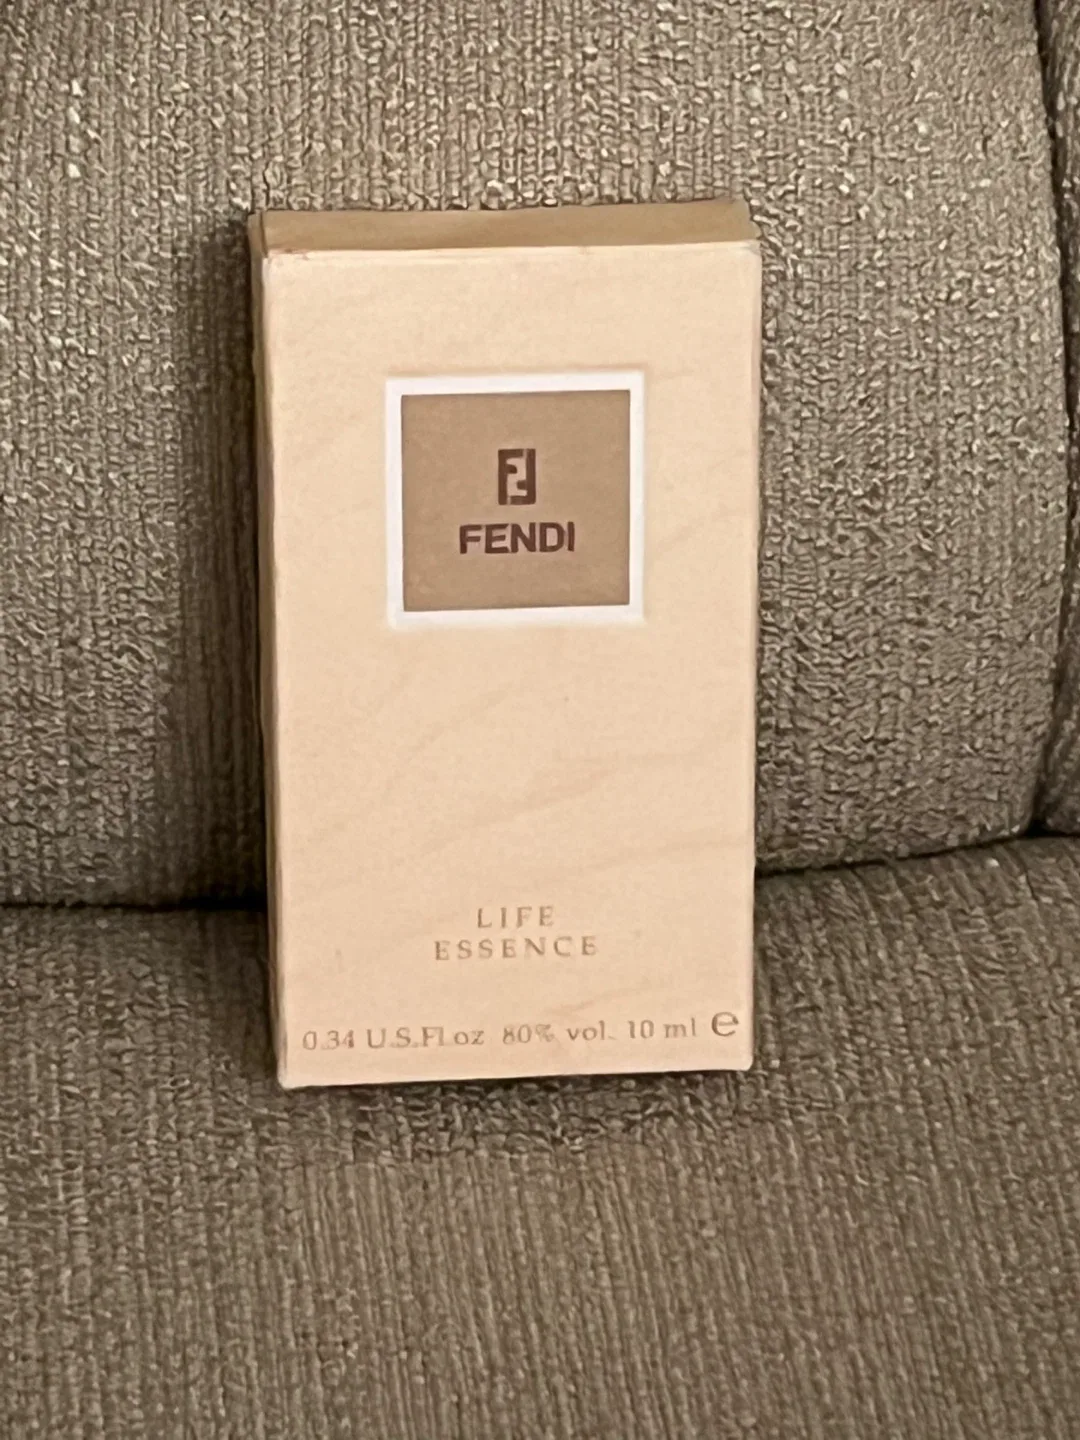 FENDI
LIFE
ESSENCE
0.34 U.S.Fl.oz 80% vol. 10 ml e